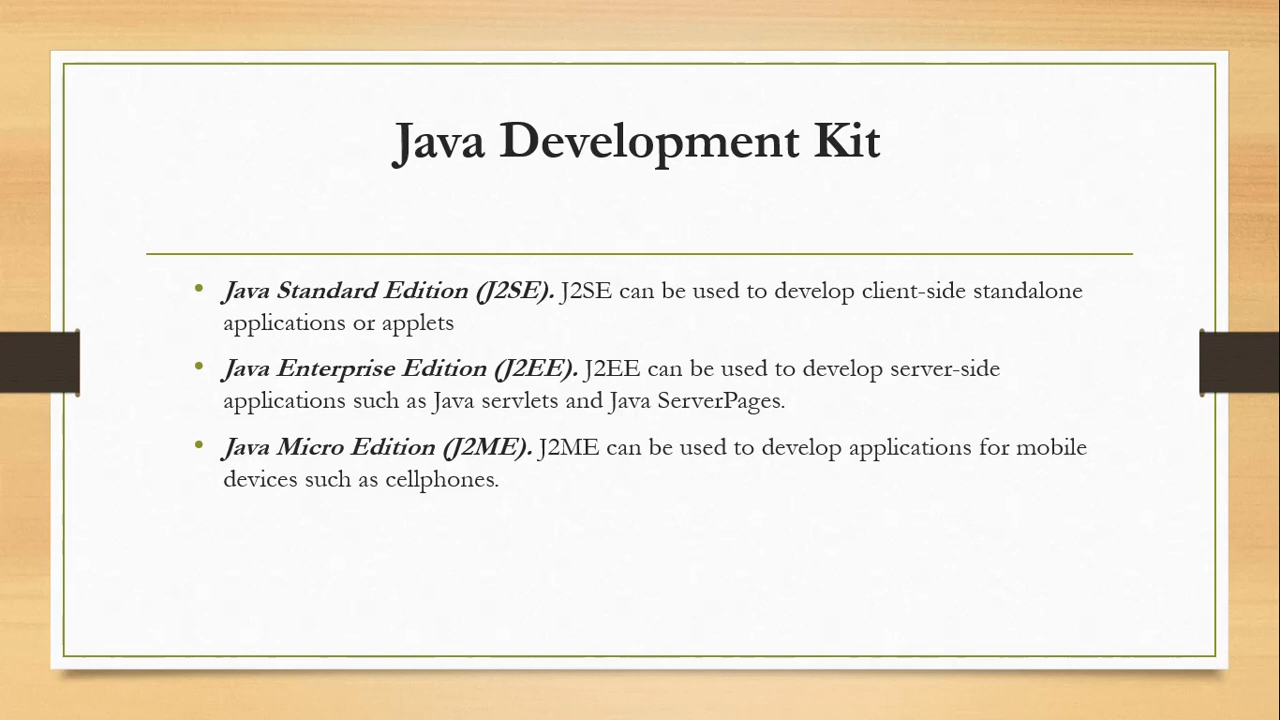 Java Development Kit
• Java Standard Edition (J2SE). J2SE can be used to develop client-side standalone
applications or applets
• Java Enterprise Edition (J2EE). J2EE can be used to develop server-side
applications such as Java servlets and Java ServerPages.
• Java Micro Edition (J2ME). J2ME can be used to develop applications for mobile
devices such as cellphones.